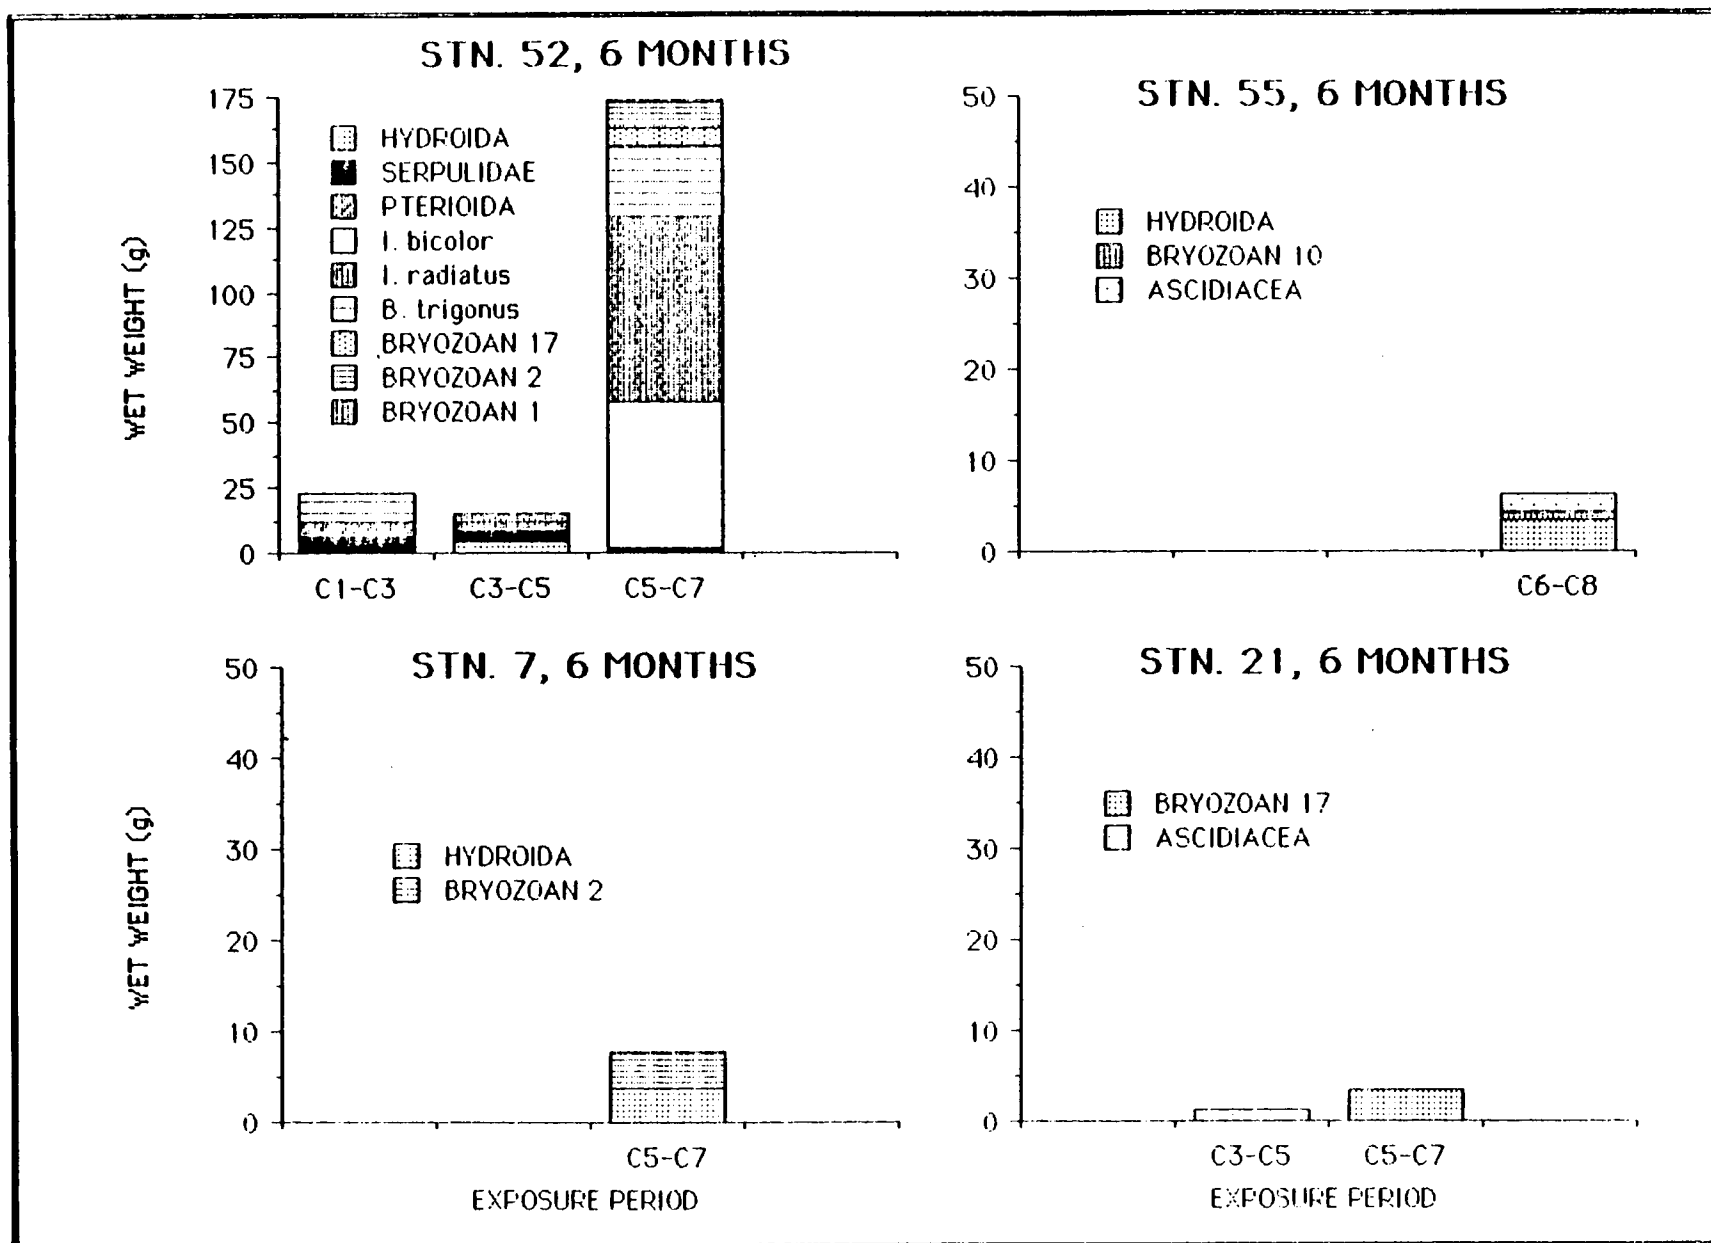 STN. 52, 6 MONTHS
WET WEIGHT (g)
175
150
125
100
75
50
25
0
HYDROIDA
SERPULIDAE
PTERIOIDA
I. bicolor
I. radiatus
B. trigonus
BRYOZOAN 17
BRYOZOAN 2
BRYOZOAN 1
C1-C3 C3-C5 C5-C7
STN. 55, 6 MONTHS
50
40
30
20
10
0
HYDROIDA
BRYOZOAN 10
ASCIDIACEA
C6-C8
STN. 7, 6 MONTHS
WET WEIGHT (g)
50
40
30
20
10
0
HYDROIDA
BRYOZOAN 2
C5-C7
EXPOSURE PERIOD
STN. 21, 6 MONTHS
50
40
30
20
10
0
BRYOZOAN 17
ASCIDIACEA
C3-C5 C5-C7
EXPOSURE PERIOD